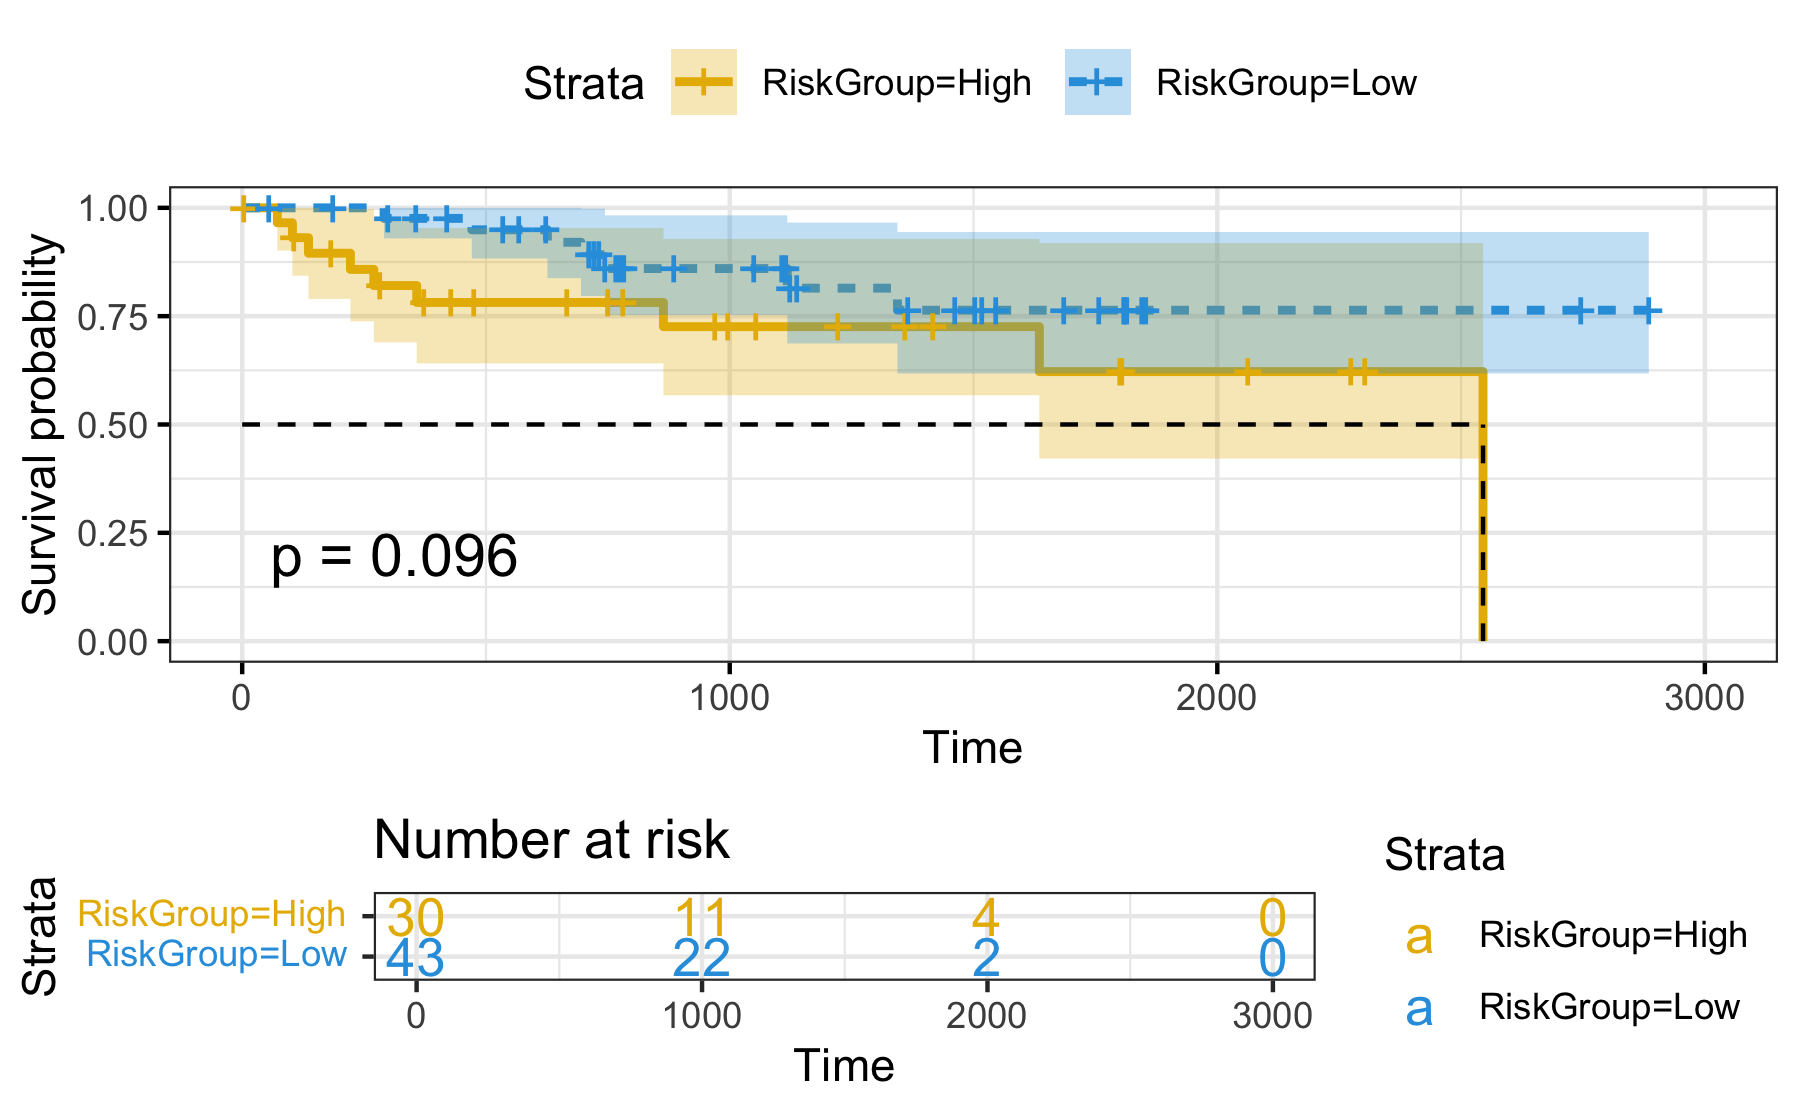 Strata RiskGroup=High RiskGroup=Low
Survival probability
1.00
0.75
0.50
0.25
0.00
p = 0.096
0 1000 2000 3000
Time
Number at risk
Strata
RiskGroup=High 30 11 4 0
RiskGroup=Low 43 22 2 0
0 1000 2000 3000
Time
Strata
a RiskGroup=High
a RiskGroup=Low